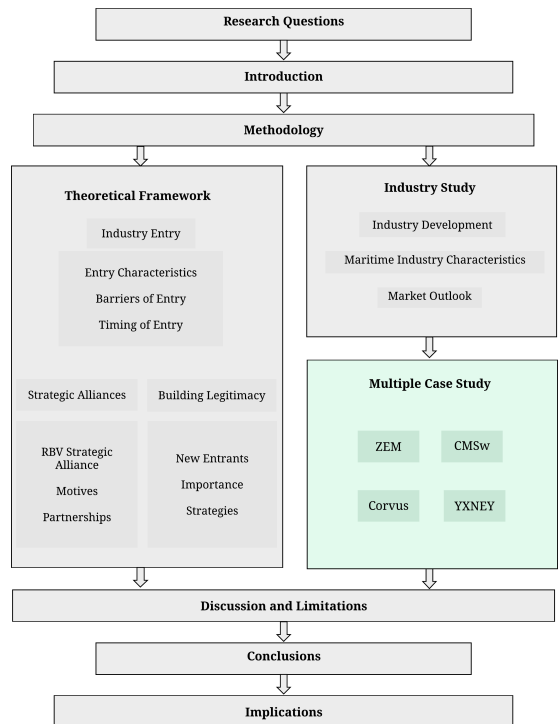 Research Questions
Introduction
Methodology
Theoretical Framework
Industry Entry
Entry Characteristics
Barriers of Entry
Timing of Entry
Strategic Alliances
Building Legitimacy
RBV Strategic
Alliance
Motives
Partnerships
New Entrants
Importance
Strategies
Industry Study
Industry Development
Maritime Industry Characteristics
Market Outlook
Multiple Case Study
ZEM
CMSw
Corvus
YXNEY
Discussion and Limitations
Conclusions
Implications